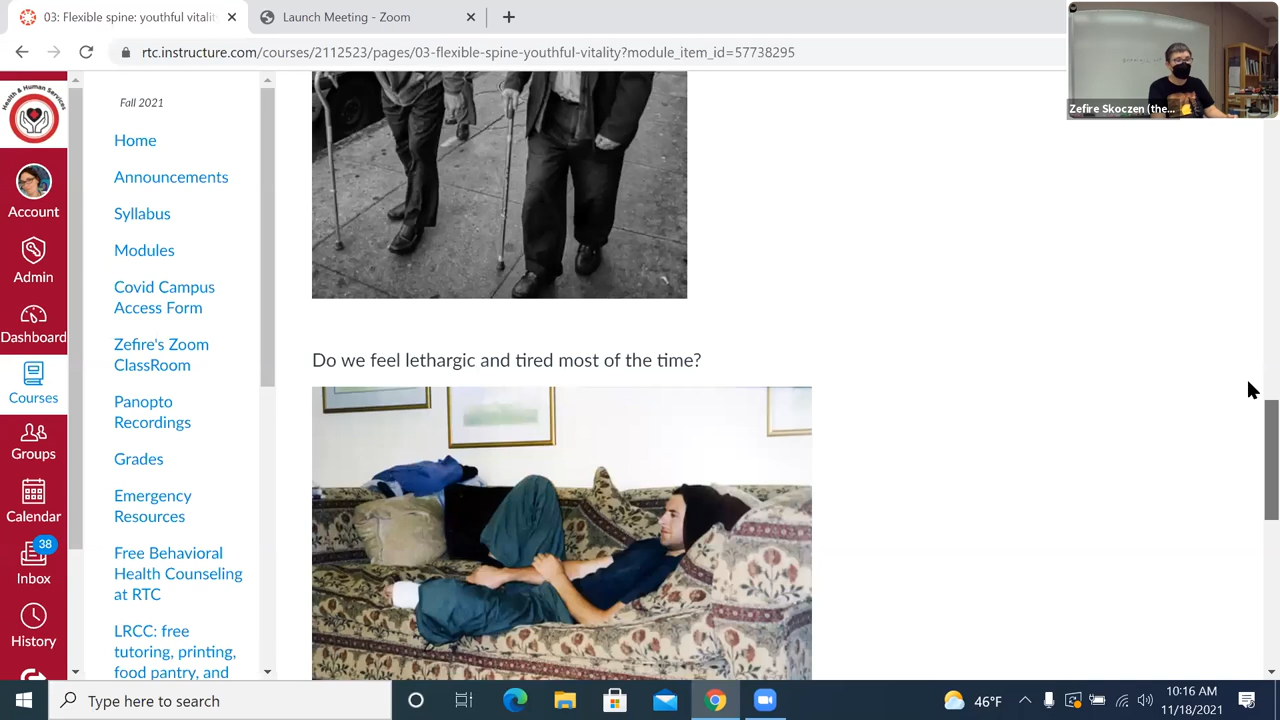 03: Flexible spine: youthful vitali
Launch Meeting - Zoom
rtc.instructure.com/courses/2112523/pages/03-flexible-spine-youthful-vitality?module_item_id=57738295
Zefire Skoczen (the...
Health & Human Services
Account
Admin
Dashboard
Courses
Groups
Calendar
38
Inbox
History
Fall 2021
Home
Announcements
Syllabus
Modules
Covid Campus
Access Form
Zefire's Zoom
ClassRoom
Panopto
Recordings
Grades
Emergency
Resources
Free Behavioral
Health Counseling
at RTC
LRCC: free
tutoring, printing,
food pantry, and
Do we feel lethargic and tired most of the time?
Type here to search
46°F
10:16 AM
11/18/2021